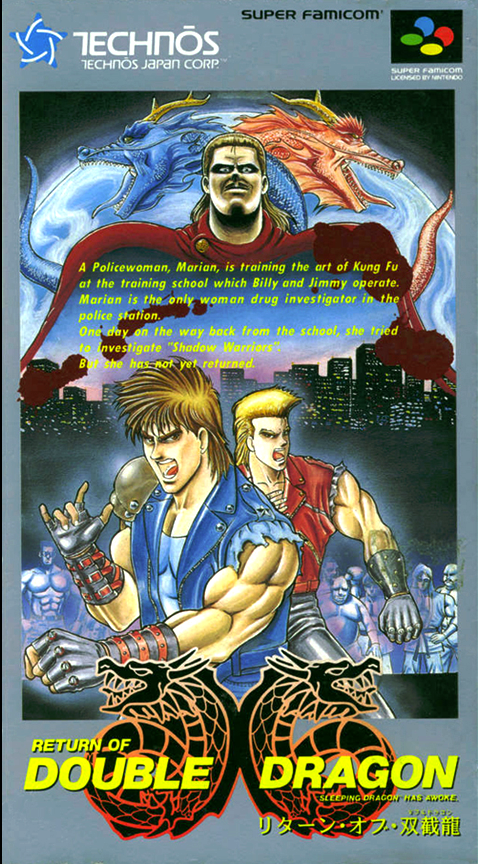 SUPER FAMICOM
TECHNŌS
TECHNŌS JAPAN CORP.™
SUPER FAMICOM
LICENSED BY NINTENDO
A Policewoman, Marian, is training the art of Kung Fu
at the training school which Billy and Jimmy operate.
Marian is the only woman drug investigator in the
police station.
One day on the way back from the school, she tried
to investigate "Shadow Warriors".
But she has not yet returned.
RETURN OF
DOUBLE DRAGON
"SLEEPING DRAGON" HAS AWOKE.
リターン・オブ・双截龍